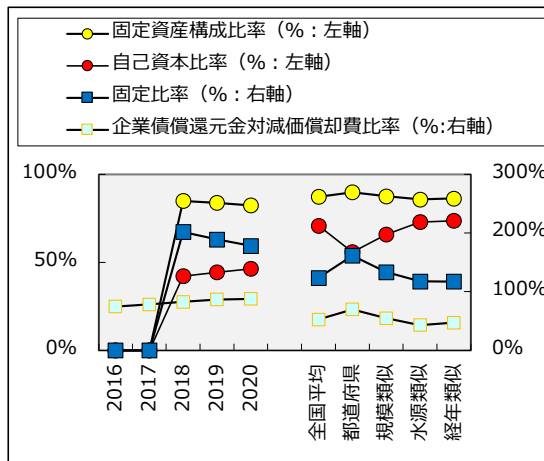 固定資産構成比率（%：左軸）
自己資本比率（%：左軸）
固定比率（%：右軸）
企業債償還元金対減価償却費比率（%:右軸）
100%
50%
0%
300%
200%
100%
0%
2016
2017
2018
2019
2020
全国平均
都道府県
規模類似
水源類似
経年類似